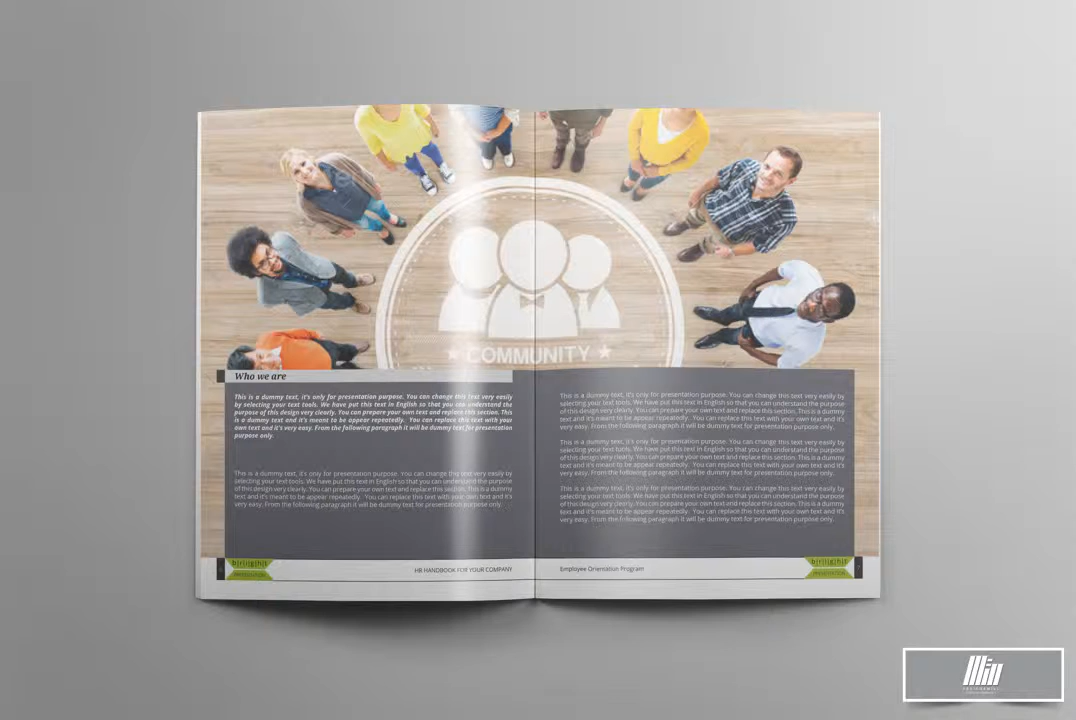 COMMUNITY
Who we are
This is a dummy text, it's only for presentation purpose. You can change this text very easily
by selecting your text tools. We have put this text in English so that you can understand the
purpose of this design very clearly. You can prepare your own text and replace this section. This
is a dummy text and it's meant to be appear repeatedly. You can replace this text with your
own text and it's very easy. From the following paragraph it will be dummy text for presentation
purpose only.
This is a dummy text, it's only for presentation purpose. You can change this text very easily by
selecting your text tools. We have put this text in English so that you can understand the purpose
of this design very clearly. You can prepare your own text and replace this section. This is a dummy
text and it's meant to be appear repeatedly. You can replace this text with your own text and it's
very easy. From the following paragraph it will be dummy text for presentation purpose only.
HB HANDBOOK FOR YOUR COMPANY
This is a dummy text, it's only for presentation purpose. You can change this text very easily by
selecting your text tools. We have put this text in English so that you can understand the purpose
of this design very clearly. You can prepare your own text and replace this section. This is a dummy
text and it's meant to be appear repeatedly. You can replace this text with your own text and it's
very easy. From the following paragraph it will be dummy text for presentation purpose only.
This is a dummy text, it's only for presentation purpose. You can change this text very easily by
selecting your text tools. We have put this text in English so that you can understand the purpose
of this design very clearly. You can prepare your own text and replace this section. This is a dummy
text and it's meant to be appear repeatedly. You can replace this text with your own text and it's
very easy. From the following paragraph it will be dummy text for presentation purpose only.
This is a dummy text, it's only for presentation purpose. You can change this text very easily by
selecting your text tools. We have put this text in English so that you can understand the purpose
of this design very clearly. You can prepare your own text and replace this section. This is a dummy
text and it's meant to be appear repeatedly. You can replace this text with your own text and it's
very easy. From the following paragraph it will be dummy text for presentation purpose only.
Employee Orientation Program